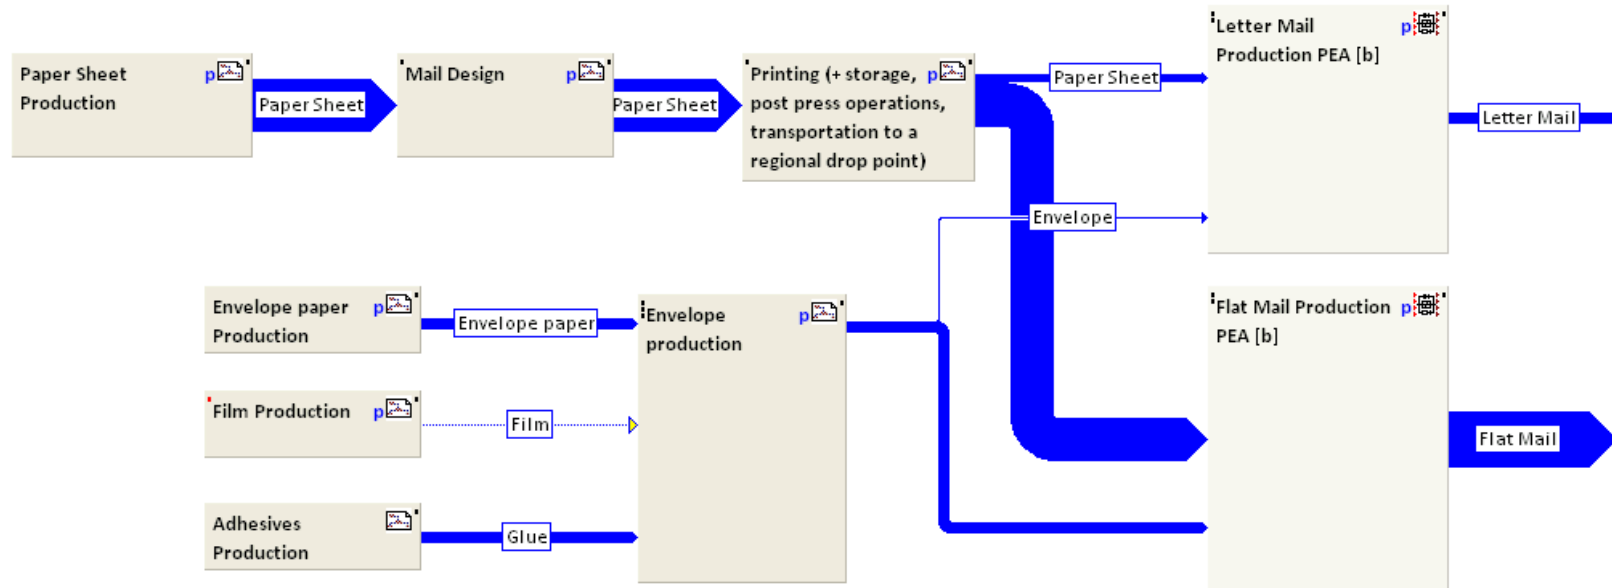 Paper Sheet
Production
p
Paper Sheet
Mail Design
p
Paper Sheet
Printing (+ storage,
post press operations,
transportation to a
regional drop point)
p
Paper Sheet
Envelope
Letter Mail
Production PEA [b]
p
Letter Mail
Envelope paper
Production
p
Envelope paper
Film Production
p
Film
Adhesives
Production
Glue
Envelope
production
p
Flat Mail Production
PEA [b]
p
Flat Mail